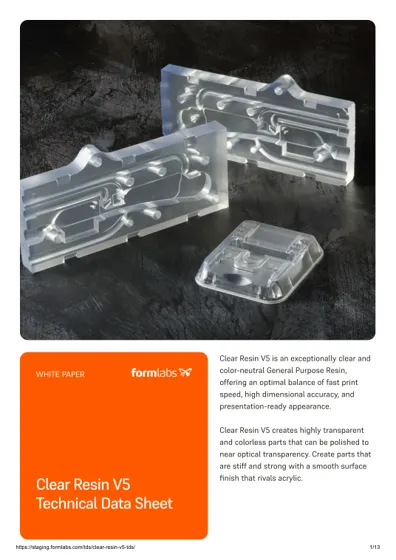 WHITE PAPER
formlabs
Clear Resin V5
Technical Data Sheet
Clear Resin V5 is an exceptionally clear and
color-neutral General Purpose Resin,
offering an optimal balance of fast print
speed, high dimensional accuracy, and
presentation-ready appearance.
Clear Resin V5 creates highly transparent
and colorless parts that can be polished to
near optical transparency. Create parts that
are stiff and strong with a smooth surface
finish that rivals acrylic.
https://staging.formlabs.com/tds/clear-resin-v5-tds/
1/13